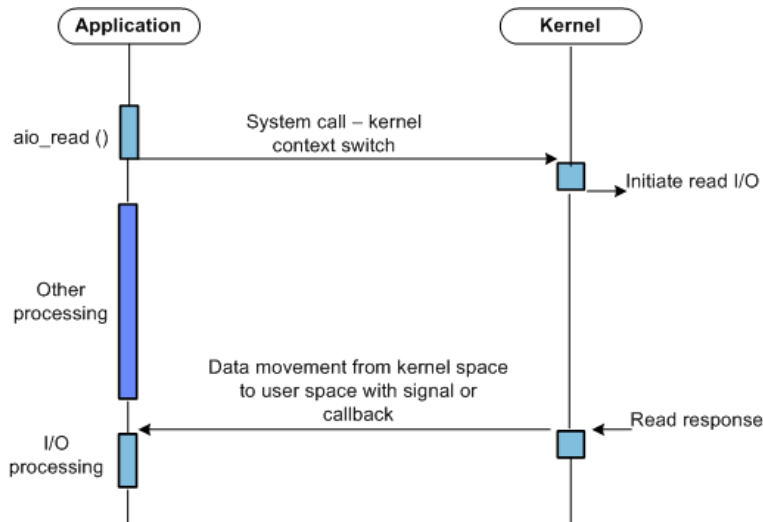 Application
Kernel
aio_read ()
System call – kernel
context switch
Initiate read I/O
Other
processing
Data movement from kernel space
to user space with signal or
callback
Read response
I/O
processing